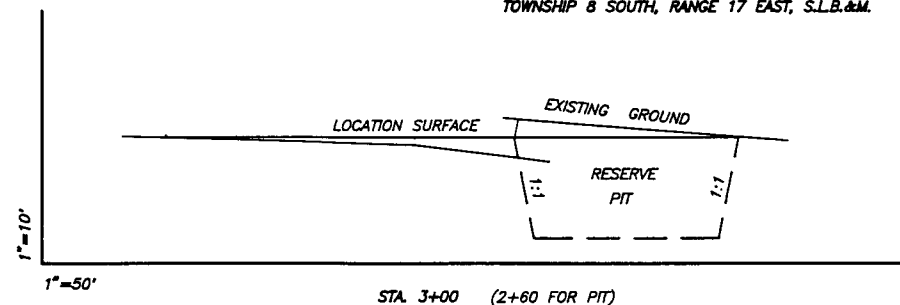 TOWNSHIP 8 SOUTH, RANGE 17 EAST, S.L.B.&M.
EXISTING GROUND
LOCATION SURFACE
RESERVE
PIT
1:1
1:1
1"=10'
1"=50'
STA. 3+00 (2+60 FOR PIT)